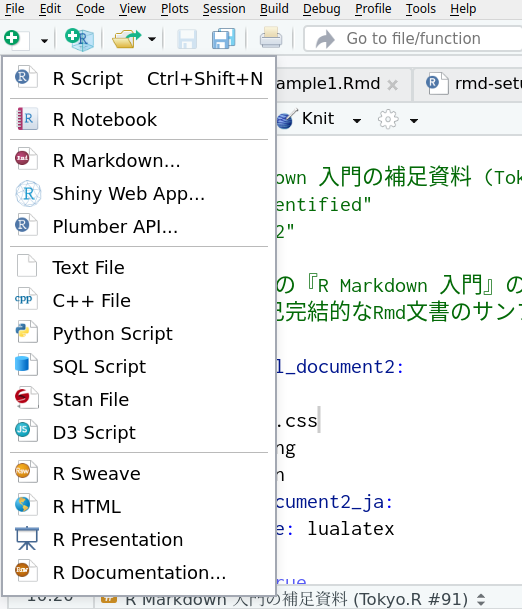 File Edit Code View Plots Session Build Debug Profile Tools Help
Go to file/function
ample1.Rmd × rmd-setu
Knit
R Script Ctrl+Shift+N
R Notebook
R Markdown...
Shiny Web App...
Plumber API...
Text File
C++ File
Python Script
SQL Script
Stan File
D3 Script
R Sweave
R HTML
R Presentation
R Documentation...
own 入門の補足資料 (Tok
entified"
2"
の『R Markdown 入門』の
己完結的なRmd文書のサンプ
l_document2:
.css
ng
n
cument2_ja:
e: lualatex
rue
16:20 R Markdown 入門の補足資料 (Tokyo.R #91)